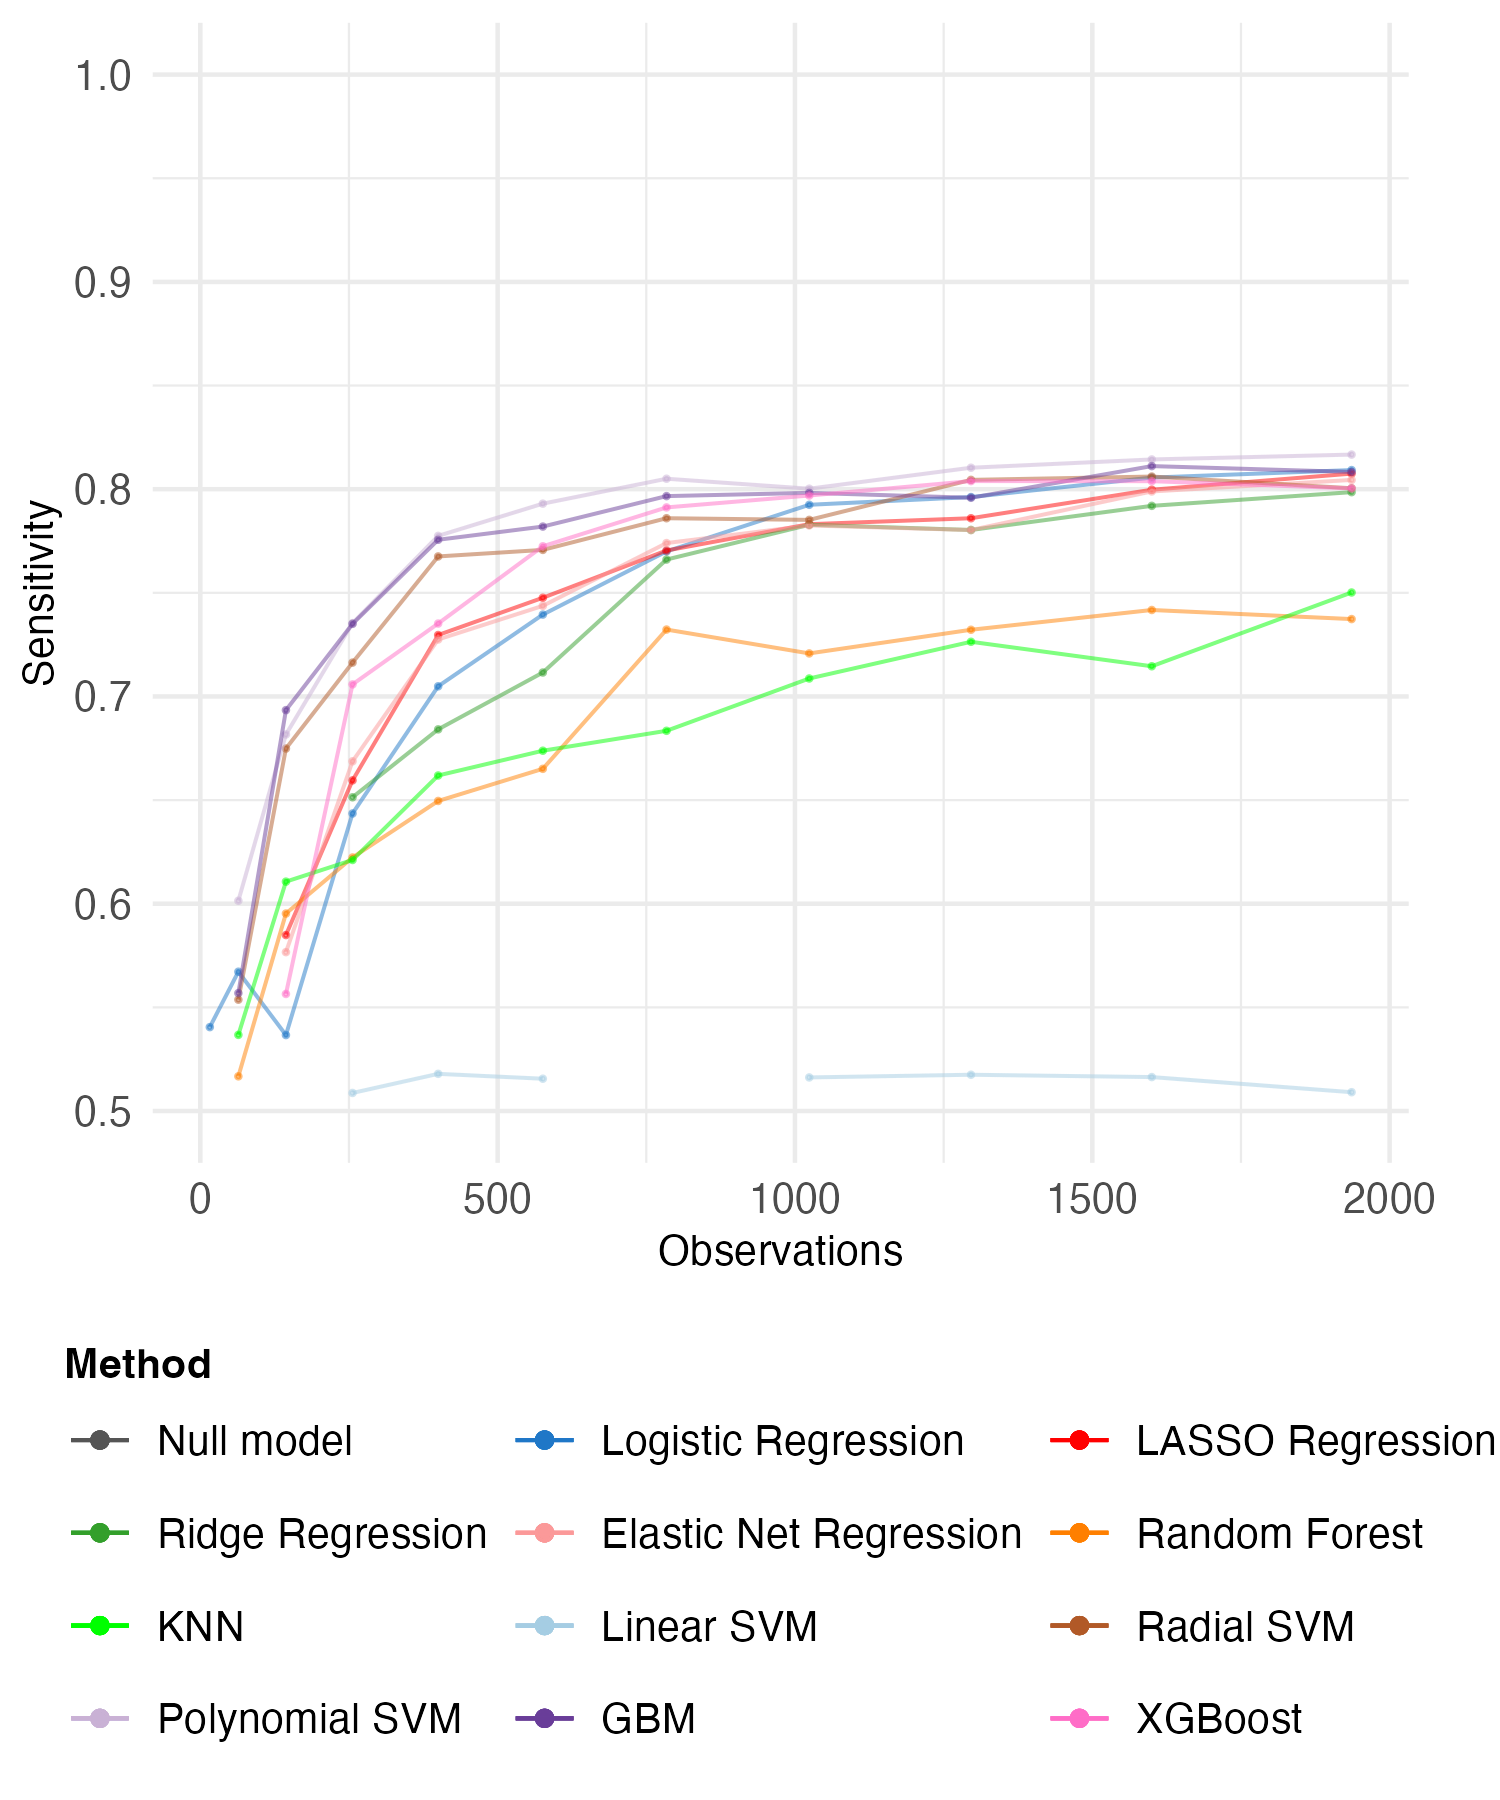 1.0
0.9
0.8
0.7
0.6
0.5
Sensitivity
0 500 1000 1500 2000
Observations
Method
Null model Logistic Regression LASSO Regression
Ridge Regression Elastic Net Regression Random Forest
KNN Linear SVM Radial SVM
Polynomial SVM GBM XGBoost